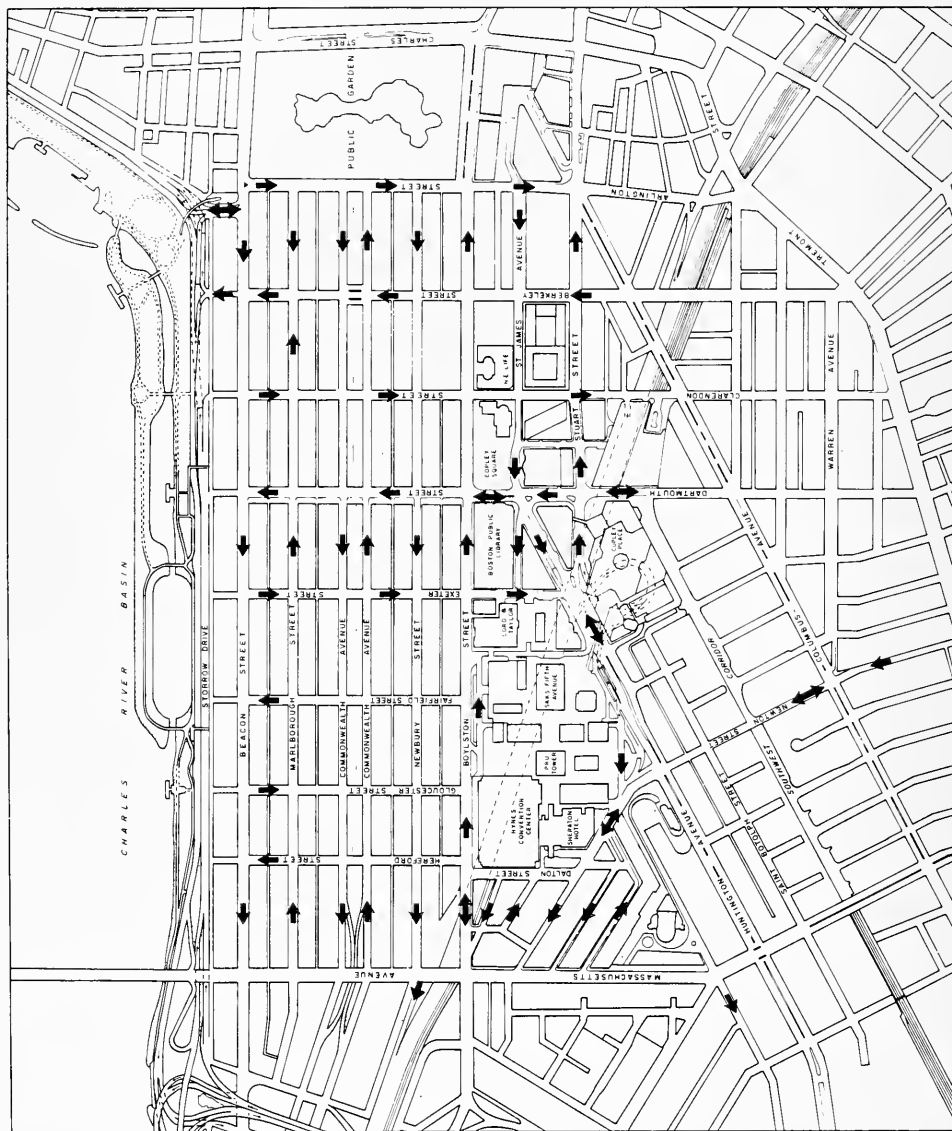 CHARLES
STREET
PUBLIC GARDEN
STREET
ARLINGTON
STREET
TREMONT
AVENUE
STREET
BERKELEY
ST JAMES
N.E. LIFE
STREET
STREET
STUART
CLARENDON
WARREN AVENUE
COPLEY
SQUARE
STREET
DARTMOUTH
BOSTON PUBLIC
LIBRARY
COPLEY
PLACE
AVENUE
COLUMBUS
STREET
EXETER
LORD &
TAYLOR
CHARLES RIVER BASIN
STORROW DRIVE
BEACON STREET
MARLBOROUGH STREET
COMMONWEALTH AVENUE
COMMONWEALTH AVENUE
NEWBURY STREET
BOYLSTON STREET
FAIRFIELD STREET
SAKS FIFTH
AVENUE
PRU
TOWER
GLOUCESTER STREET
HYNES
CONVENTION
CENTER
SHERATON
HOTEL
STREET
HEREFORD
STREET
DALTON
NEWTON
STREET
SOUTHWEST CORRIDOR
SAINT BOTOLPH STREET
HUNTINGTON AVENUE
AVENUE
MASSACHUSETTS